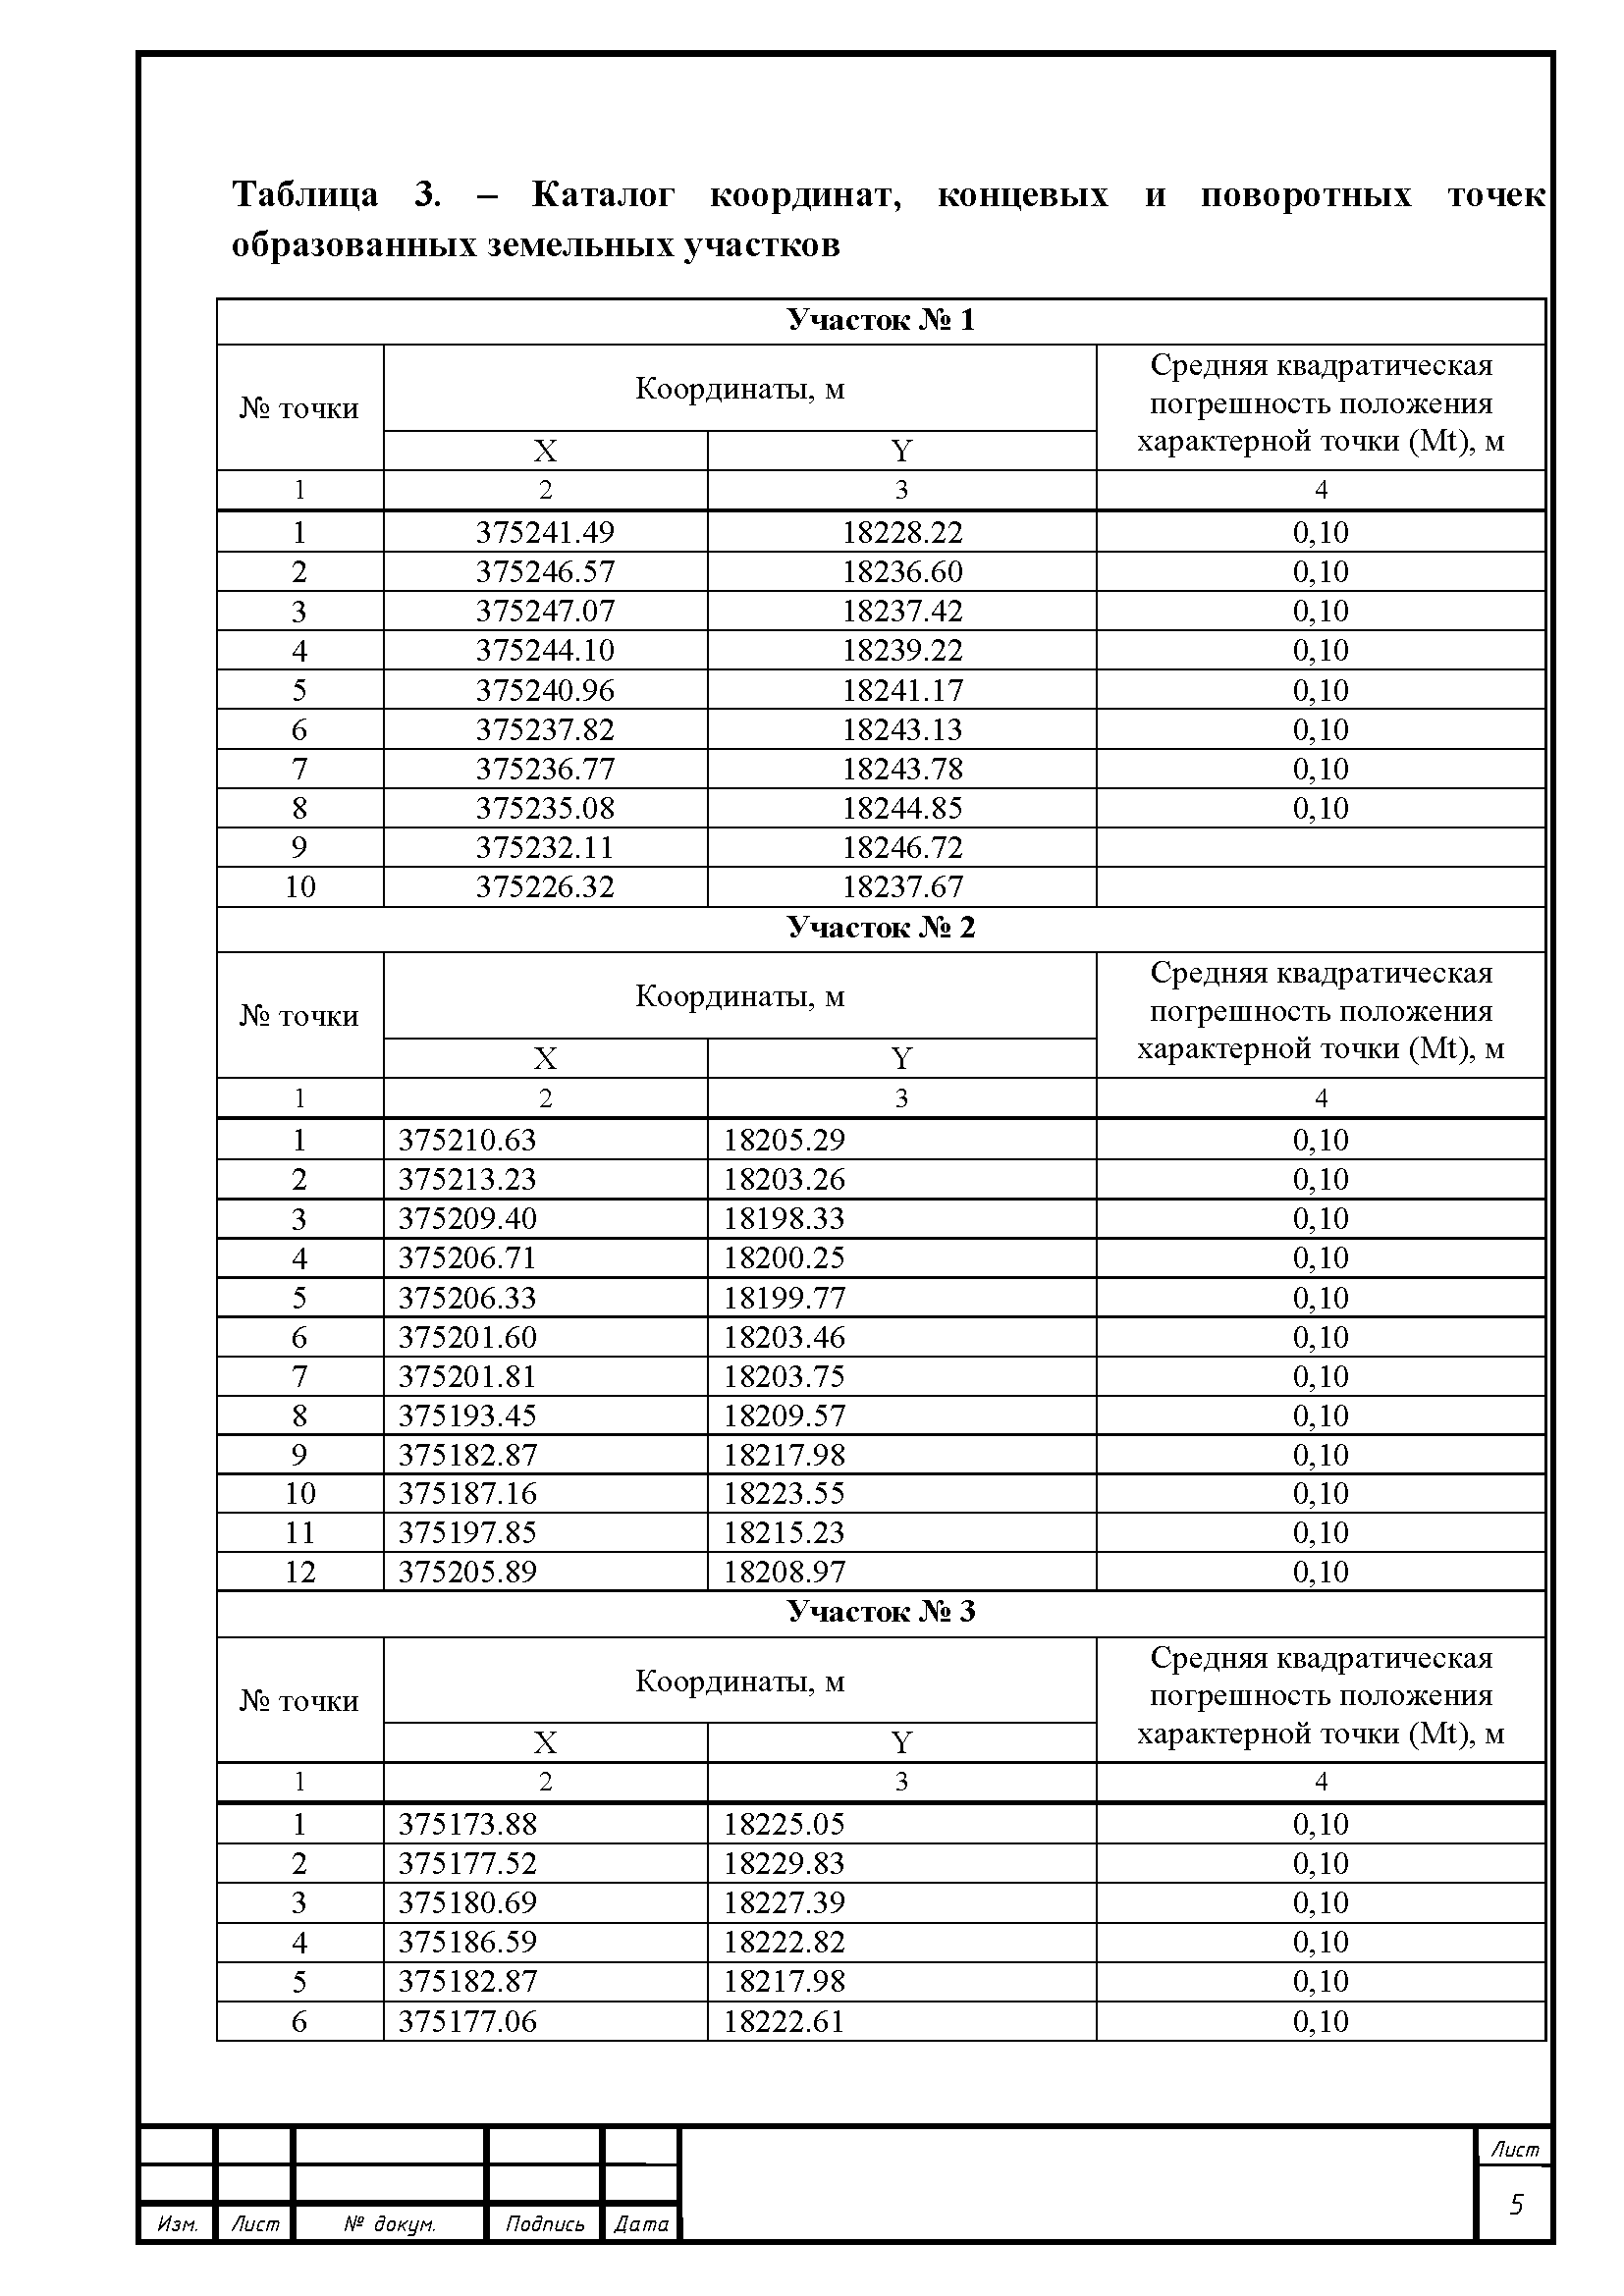 Таблица 3. – Каталог координат, концевых и поворотных точек
образованных земельных участков
Участок № 1
№ точки Координаты, м Средняя квадратическая погрешность положения характерной точки (Mt), м
X Y
1 2 3 4
1 375241.49 18228.22 0,10
2 375246.57 18236.60 0,10
3 375247.07 18237.42 0,10
4 375244.10 18239.22 0,10
5 375240.96 18241.17 0,10
6 375237.82 18243.13 0,10
7 375236.77 18243.78 0,10
8 375235.08 18244.85 0,10
9 375232.11 18246.72
10 375226.32 18237.67
Участок № 2
№ точки Координаты, м Средняя квадратическая погрешность положения характерной точки (Mt), м
X Y
1 2 3 4
1 375210.63 18205.29 0,10
2 375213.23 18203.26 0,10
3 375209.40 18198.33 0,10
4 375206.71 18200.25 0,10
5 375206.33 18199.77 0,10
6 375201.60 18203.46 0,10
7 375201.81 18203.75 0,10
8 375193.45 18209.57 0,10
9 375182.87 18217.98 0,10
10 375187.16 18223.55 0,10
11 375197.85 18215.23 0,10
12 375205.89 18208.97 0,10
Участок № 3
№ точки Координаты, м Средняя квадратическая погрешность положения характерной точки (Mt), м
X Y
1 2 3 4
1 375173.88 18225.05 0,10
2 375177.52 18229.83 0,10
3 375180.69 18227.39 0,10
4 375186.59 18222.82 0,10
5 375182.87 18217.98 0,10
6 375177.06 18222.61 0,10
Лист
5
Изм. Лист № докум. Подпись Дата